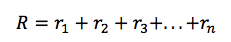 R = r₁ + r₂ + r₃+...+rₙ